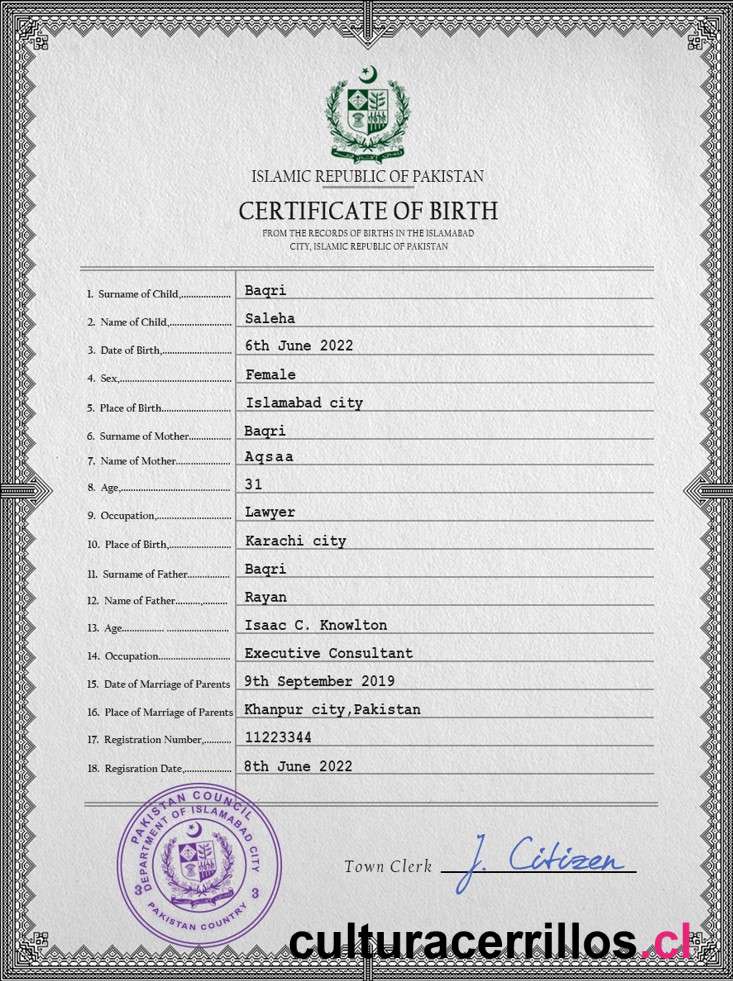 ISLAMIC REPUBLIC OF PAKISTAN
CERTIFICATE OF BIRTH
FROM THE RECORDS OF BIRTHS IN THE ISLAMABAD
CITY, ISLAMIC REPUBLIC OF PAKISTAN
1. Surname of Child,................... Baqri
2. Name of Child,....................... Saleha
3. Date of Birth,.......................... 6th June 2022
4. Sex,......................................... Female
5. Place of Birth.......................... Islamabad city
6. Surname of Mother................ Baqri
7. Name of Mother.................... Aqsaa
8. Age,........................................ 31
9. Occupation,........................... Lawyer
10. Place of Birth,....................... Karachi city
11. Surname of Father................ Baqri
12. Name of Father.........,......... Rayan
13. Age................ ....................... Isaac C. Knowlton
14. Occupation.......................... Executive Consultant
15. Date of Marriage of Parents 9th September 2019
16. Place of Marriage of Parents Khanpur city,Pakistan
17. Registration Number,.......... 11223344
18. Regisration Date,................. 8th June 2022
PAKISTAN COUNCIL
DEPARTMENT OF ISLAMABAD CITY
3 3
PAKISTAN COUNTRY
Town Clerk J. Citizen
culturacerrillos.cl